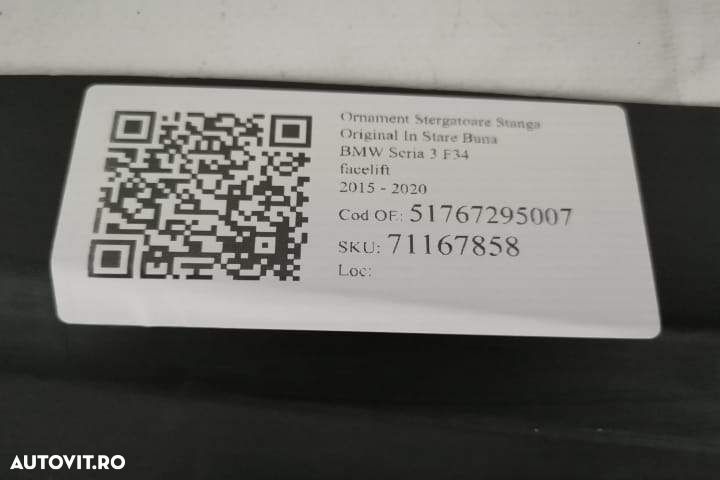 Ornament Stergatoare Stanga
Original In Stare Buna
BMW Seria 3 F34
facelift
2015 - 2020
Cod OE: 51767295007
SKU: 71167858
Loc:
AUTOVIT.RO